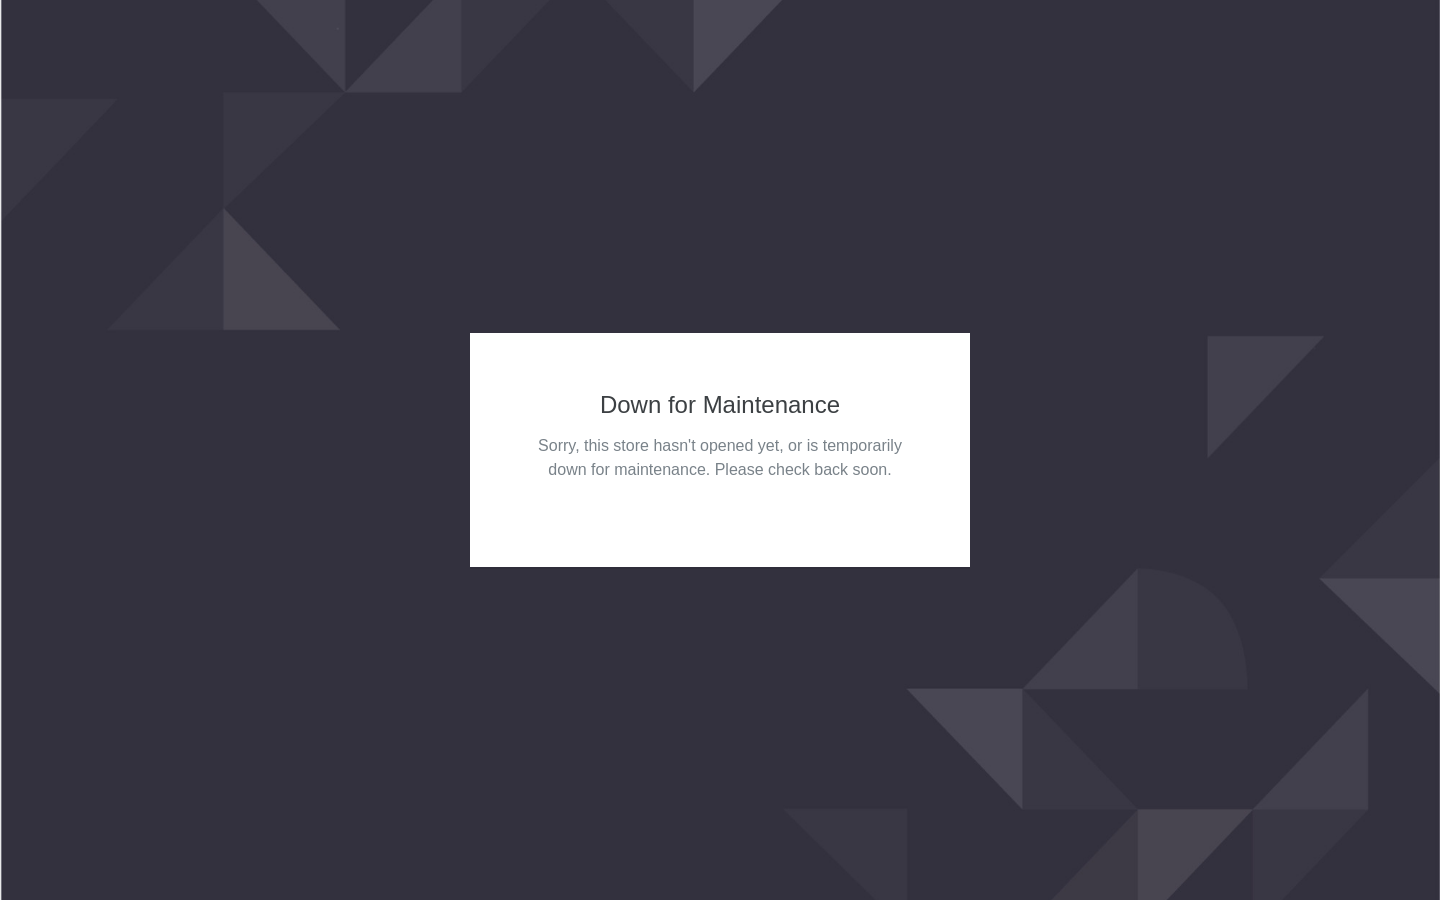 Down for Maintenance
Sorry, this store hasn't opened yet, or is temporarily
down for maintenance. Please check back soon.